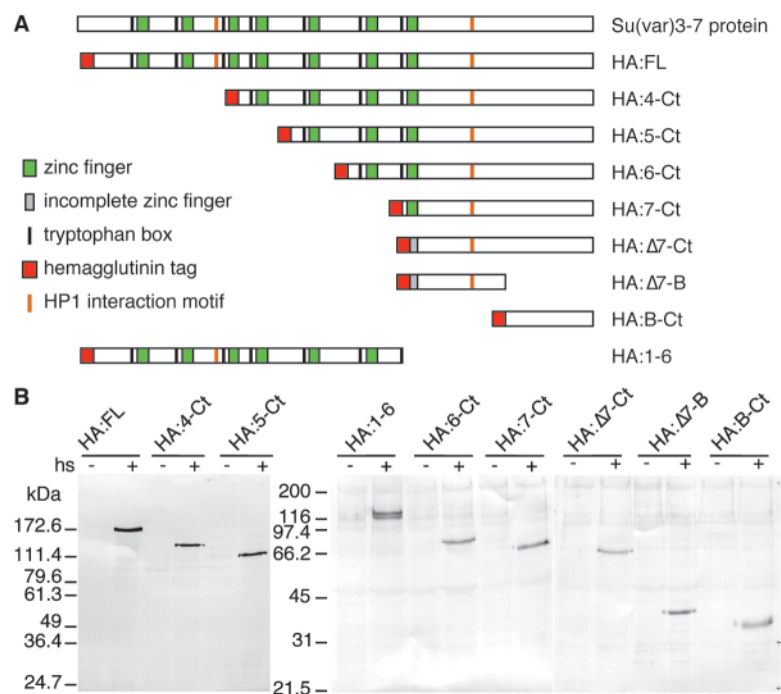 A
Su(var)3-7 protein
HA:FL
HA:4-Ct
HA:5-Ct
HA:6-Ct
HA:7-Ct
HA:Δ7-Ct
HA:Δ7-B
HA:B-Ct
HA:1-6
zinc finger
incomplete zinc finger
tryptophan box
hemagglutinin tag
HP1 interaction motif
B
HA:FL HA:4-Ct HA:5-Ct HA:1-6 HA:6-Ct HA:7-Ct HA:Δ7-Ct HA:Δ7-B HA:B-Ct
hs - + - + - + - + - + - + - + - + - +
kDa
172.6
111.4
79.6
61.3
49
36.4
24.7
200
116
97.4
66.2
45
31
21.5